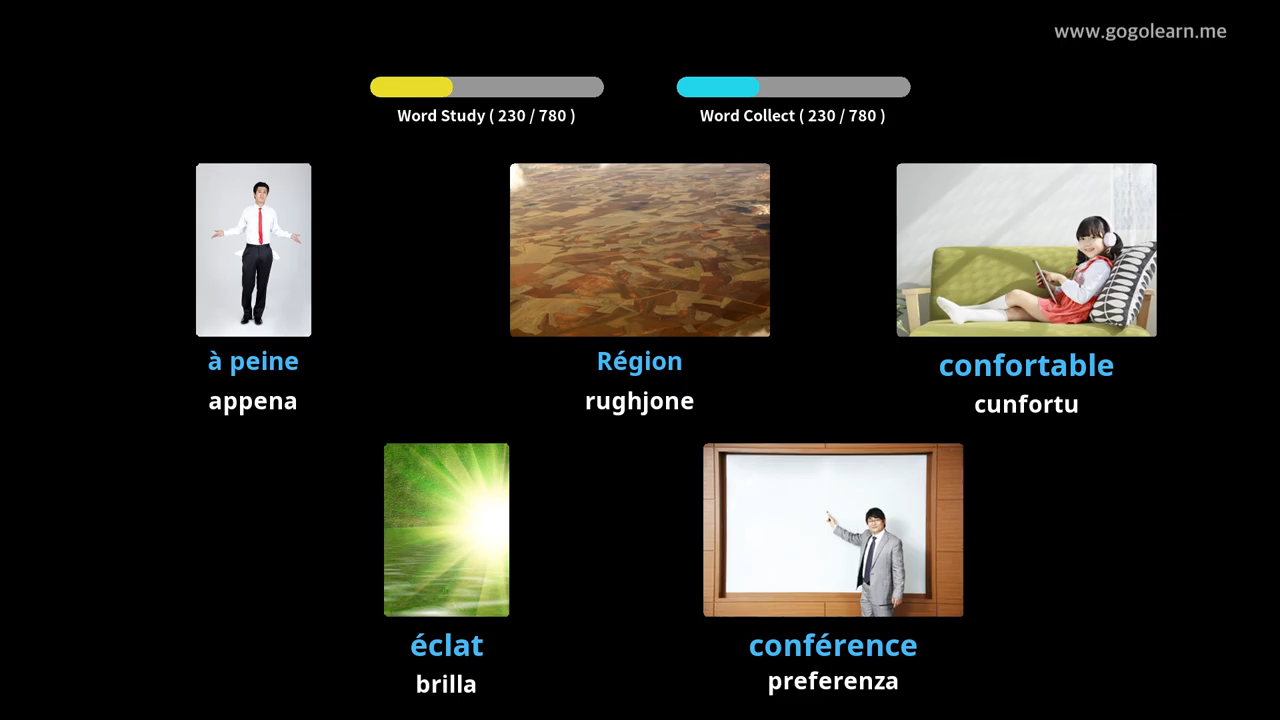 www.gogolearn.me
Word Study ( 230 / 780 )
Word Collect ( 230 / 780 )
à peine
appena
Région
rughjone
confortable
cunfortu
éclat
brilla
conférence
preferenza